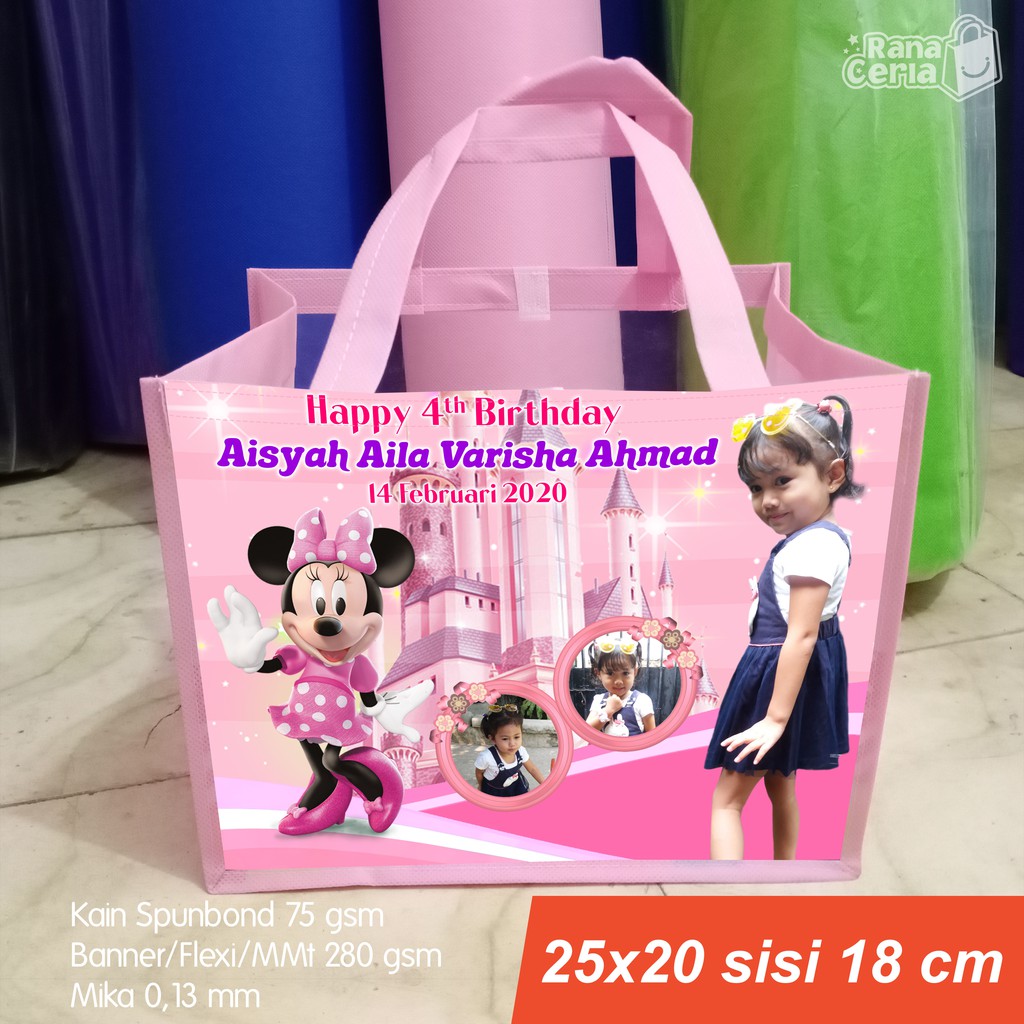 Rana
Ceria
Happy 4th Birthday
Aisyah Aila Varisha Ahmad
14 Februari 2020
Kain Spunbond 75 gsm
Banner/Flexi/MMt 280 gsm
Mika 0,13 mm
25x20 sisi 18 cm